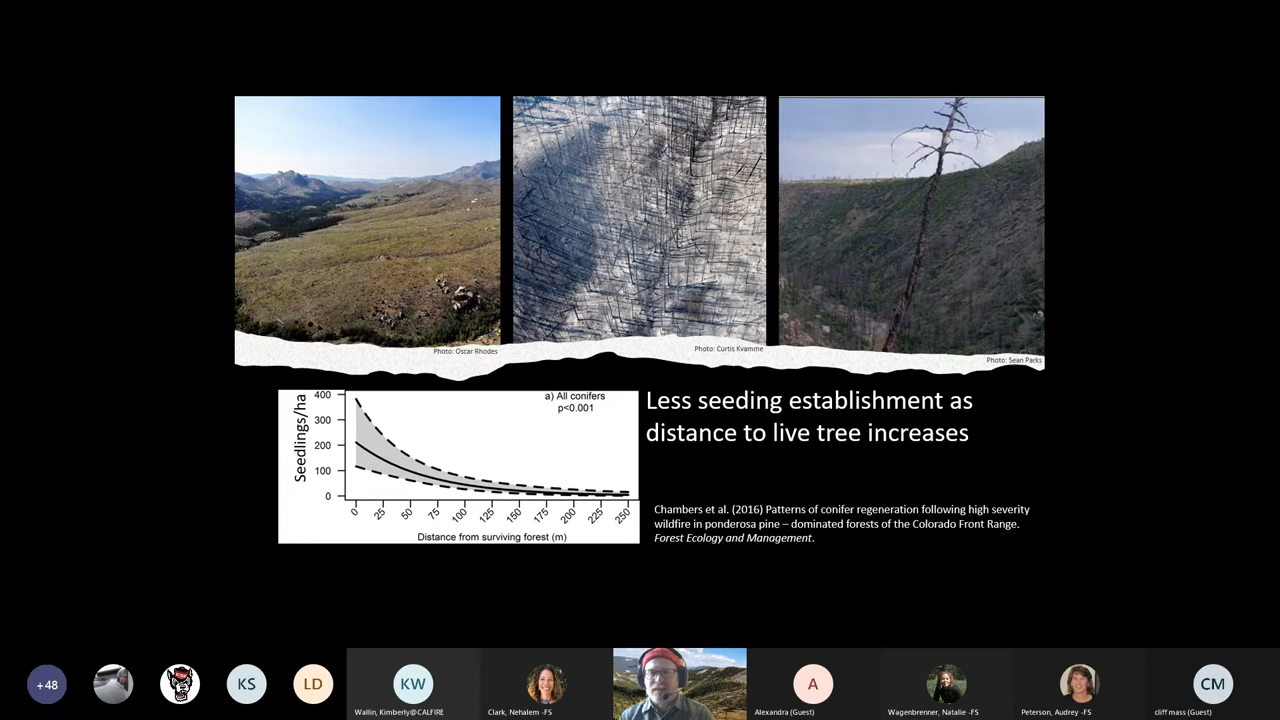 Photo: Oscar Rhodes
Photo: Curtis Kvamme
Photo: Sean Parks
Seedlings/ha
400
300
200
100
0
a) All conifers
p<0.001
0
25
50
75
100
125
150
175
200
225
250
Distance from surviving forest (m)
Less seeding establishment as
distance to live tree increases
Chambers et al. (2016) Patterns of conifer regeneration following high severity
wildfire in ponderosa pine – dominated forests of the Colorado Front Range.
Forest Ecology and Management.
+48
KS
LD
KW
Wallin, Kimberly@CALFIRE
Clark, Nehalem -FS
A
Alexandra (Guest)
Wagenbrenner, Natalie -FS
Peterson, Audrey -FS
CM
cliff mass (Guest)